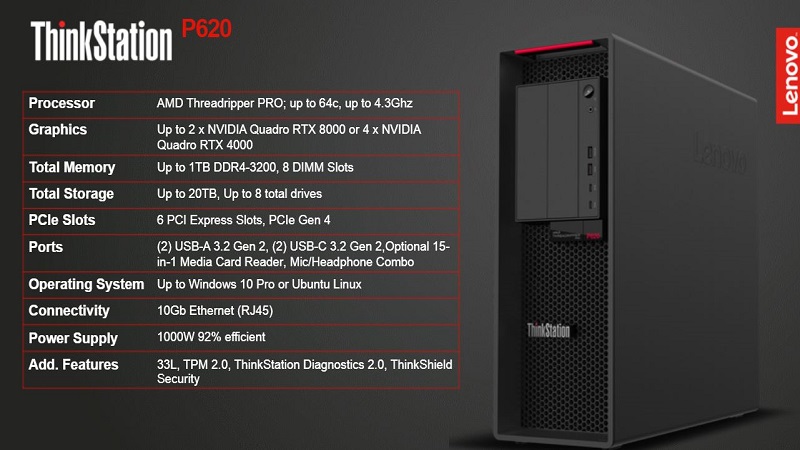 ThinkStation P620
Lenovo
Processor AMD Threadripper PRO; up to 64c, up to 4.3Ghz
Graphics Up to 2 x NVIDIA Quadro RTX 8000 or 4 x NVIDIA
Quadro RTX 4000
Total Memory Up to 1TB DDR4-3200, 8 DIMM Slots
Total Storage Up to 20TB, Up to 8 total drives
PCIe Slots 6 PCI Express Slots, PCIe Gen 4
Ports (2) USB-A 3.2 Gen 2, (2) USB-C 3.2 Gen 2,Optional 15-
in-1 Media Card Reader, Mic/Headphone Combo
Operating System Up to Windows 10 Pro or Ubuntu Linux
Connectivity 10Gb Ethernet (RJ45)
Power Supply 1000W 92% efficient
Add. Features 33L, TPM 2.0, ThinkStation Diagnostics 2.0, ThinkShield
Security
Lenovo
P620
ThinkStation